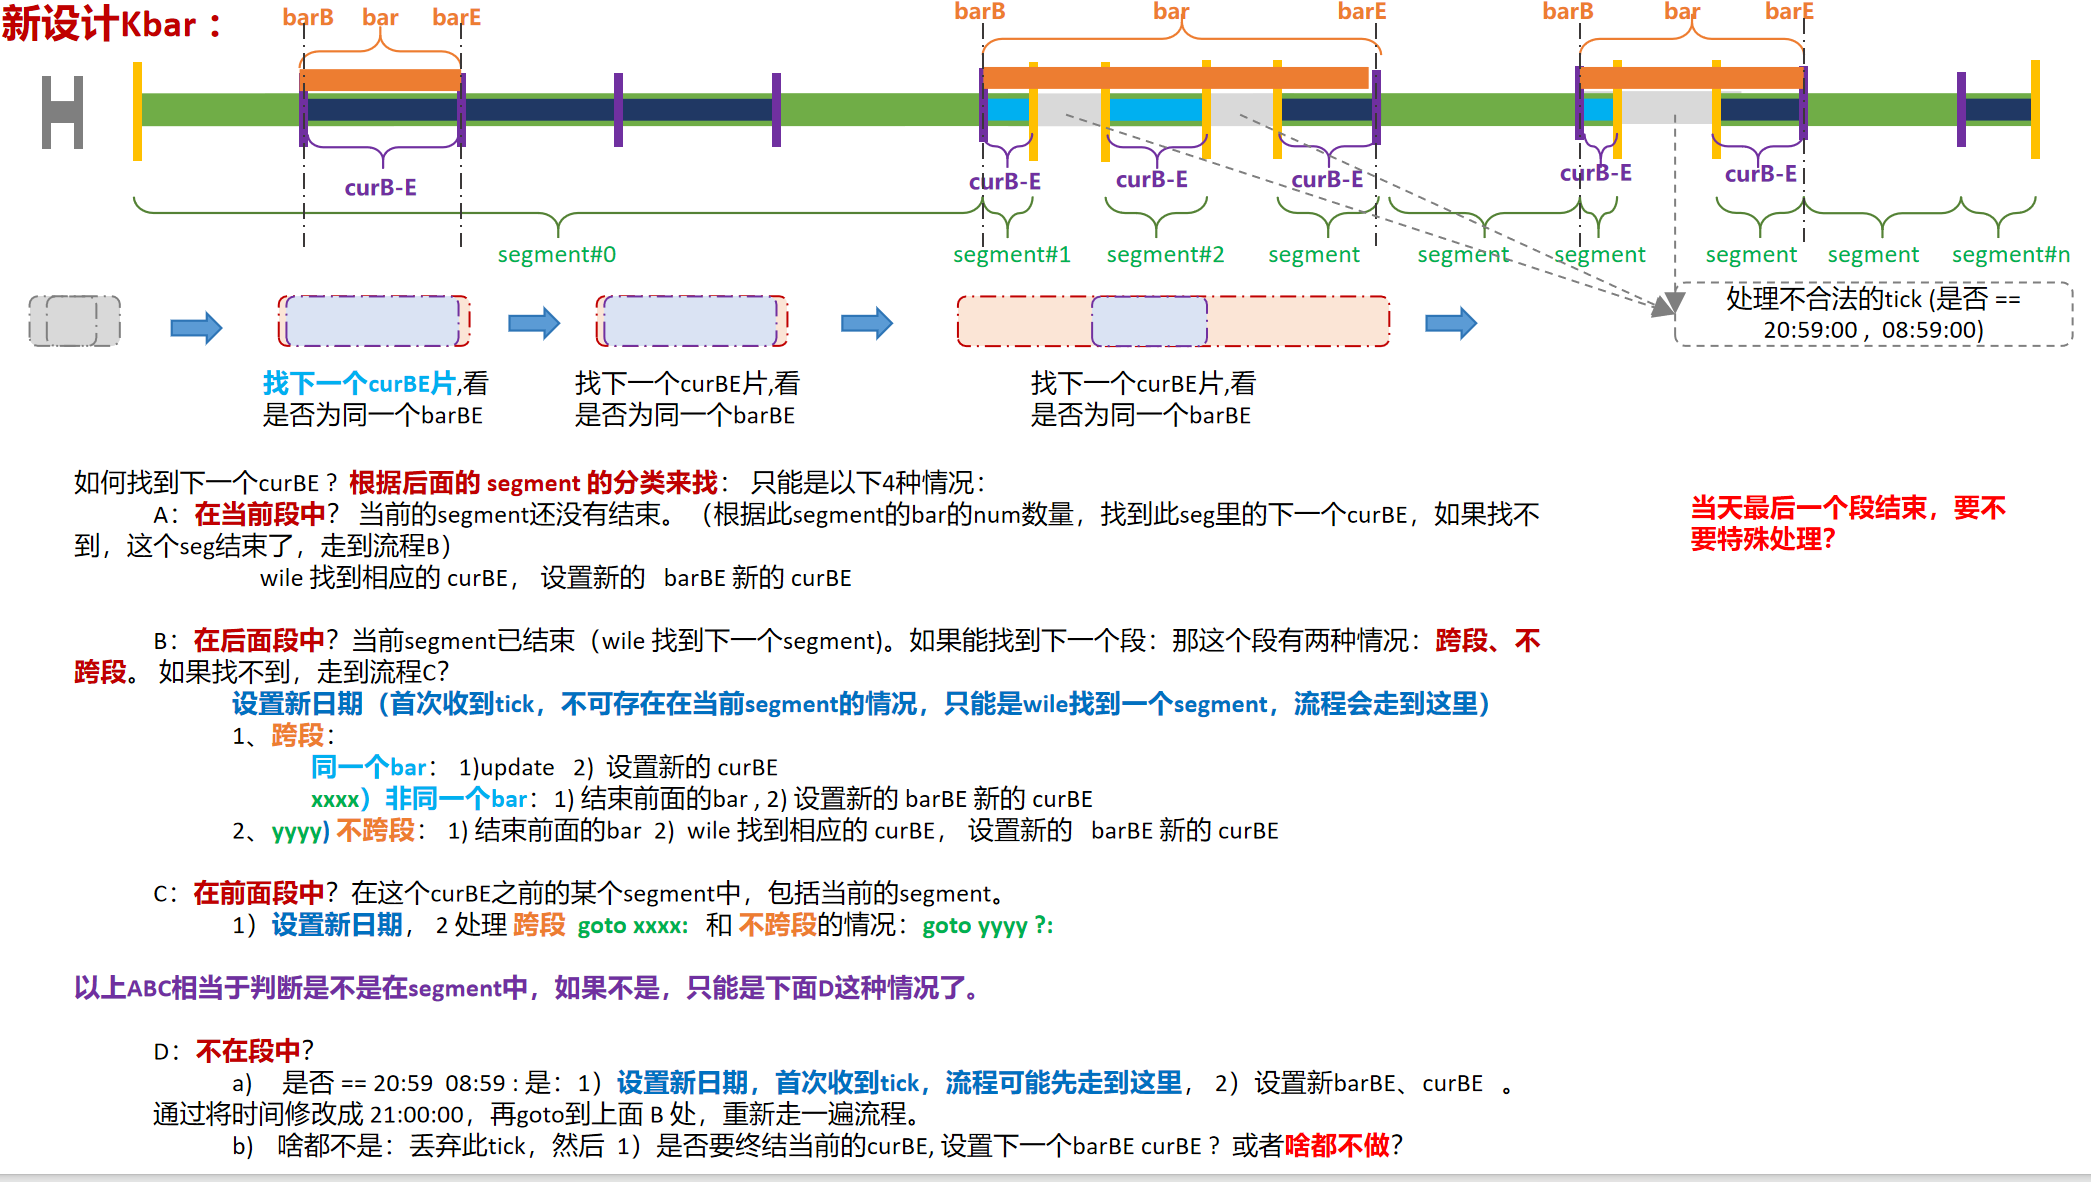 新设计Kbar：
barB bar barE
barB bar barE
barB bar barE
curB-E
curB-E curB-E curB-E
curB-E curB-E
segment#0 segment#1 segment#2 segment segment segment segment segment segment#n
处理不合法的tick (是否 ==
20:59:00 , 08:59:00)
找下一个curBE片,看
是否为同一个barBE
找下一个curBE片,看
是否为同一个barBE
找下一个curBE片,看
是否为同一个barBE
如何找到下一个curBE？根据后面的 segment 的分类来找： 只能是以下4种情况：
A：在当前段中？ 当前的segment还没有结束。（根据此segment的bar的num数量，找到此seg里的下一个curBE，如果找不
到，这个seg结束了，走到流程B）
wile 找到相应的 curBE， 设置新的 barBE 新的 curBE
当天最后一个段结束，要不
要特殊处理？
B：在后面段中？当前segment已结束（wile 找到下一个segment)。如果能找到下一个段：那这个段有两种情况：跨段、不
跨段。 如果找不到，走到流程C？
设置新日期（首次收到tick，不可存在在当前segment的情况，只能是wile找到一个segment，流程会走到这里）
1、跨段：
同一个bar： 1)update 2) 设置新的 curBE
xxxx）非同一个bar：1) 结束前面的bar , 2) 设置新的 barBE 新的 curBE
2、yyyy) 不跨段： 1) 结束前面的bar 2) wile 找到相应的 curBE， 设置新的 barBE 新的 curBE
C：在前面段中？在这个curBE之前的某个segment中，包括当前的segment。
1）设置新日期， 2 处理 跨段 goto xxxx: 和 不跨段的情况：goto yyyy ?:
以上ABC相当于判断是不是在segment中，如果不是，只能是下面D这种情况了。
D：不在段中？
a) 是否 == 20:59 08:59 : 是：1）设置新日期，首次收到tick，流程可能先走到这里， 2）设置新barBE、curBE 。
通过将时间修改成 21:00:00，再goto到上面 B 处，重新走一遍流程。
b) 啥都不是：丢弃此tick，然后 1）是否要终结当前的curBE, 设置下一个barBE curBE ？或者啥都不做？